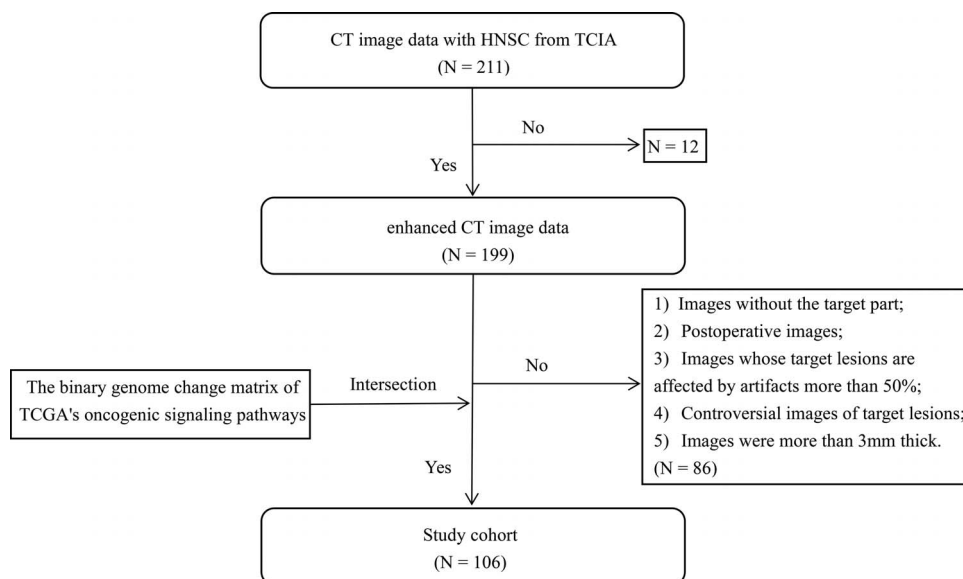 CT image data with HNSC from TCIA
(N = 211)
No
N = 12
Yes
enhanced CT image data
(N = 199)
1) Images without the target part;
2) Postoperative images;
3) Images whose target lesions are
affected by artifacts more than 50%;
4) Controversial images of target lesions;
5) Images were more than 3mm thick.
(N = 86)
No
Intersection
The binary genome change matrix of
TCGA's oncogenic signaling pathways
Yes
Study cohort
(N = 106)